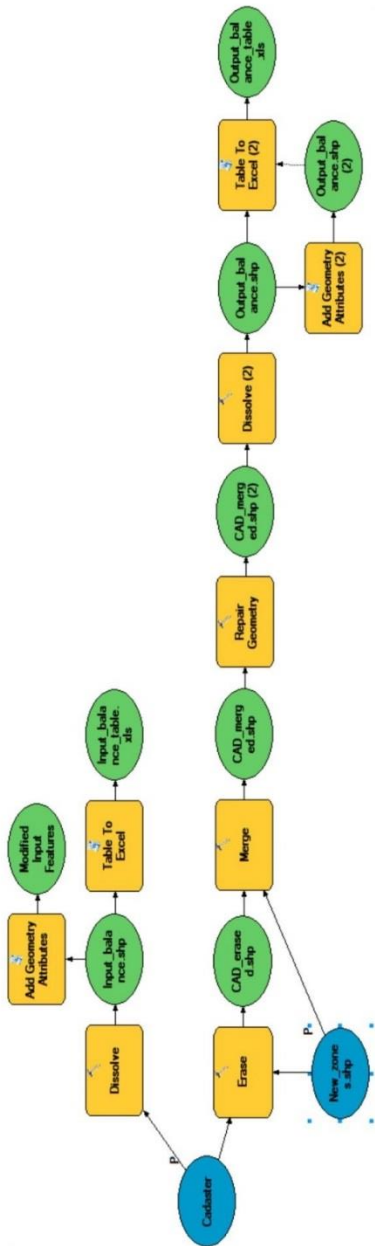 Cadaster
P
Dissolve
Input_bala
nce.shp
Add Geometry
Attributes
Modified
Input
Features
Table To
Excel
Input_bala
nce_table.
xls
Erase
New_zone
s.shp
P
CAD_erase
d.shp
Merge
CAD_merg
ed.shp
Repair
Geometry
CAD_merg
ed.shp (2)
Dissolve (2)
Output_bal
ance.shp
Add Geometry
Attributes (2)
Output_bal
ance.shp
(2)
Table To
Excel (2)
Output_bal
ance_table
.xls